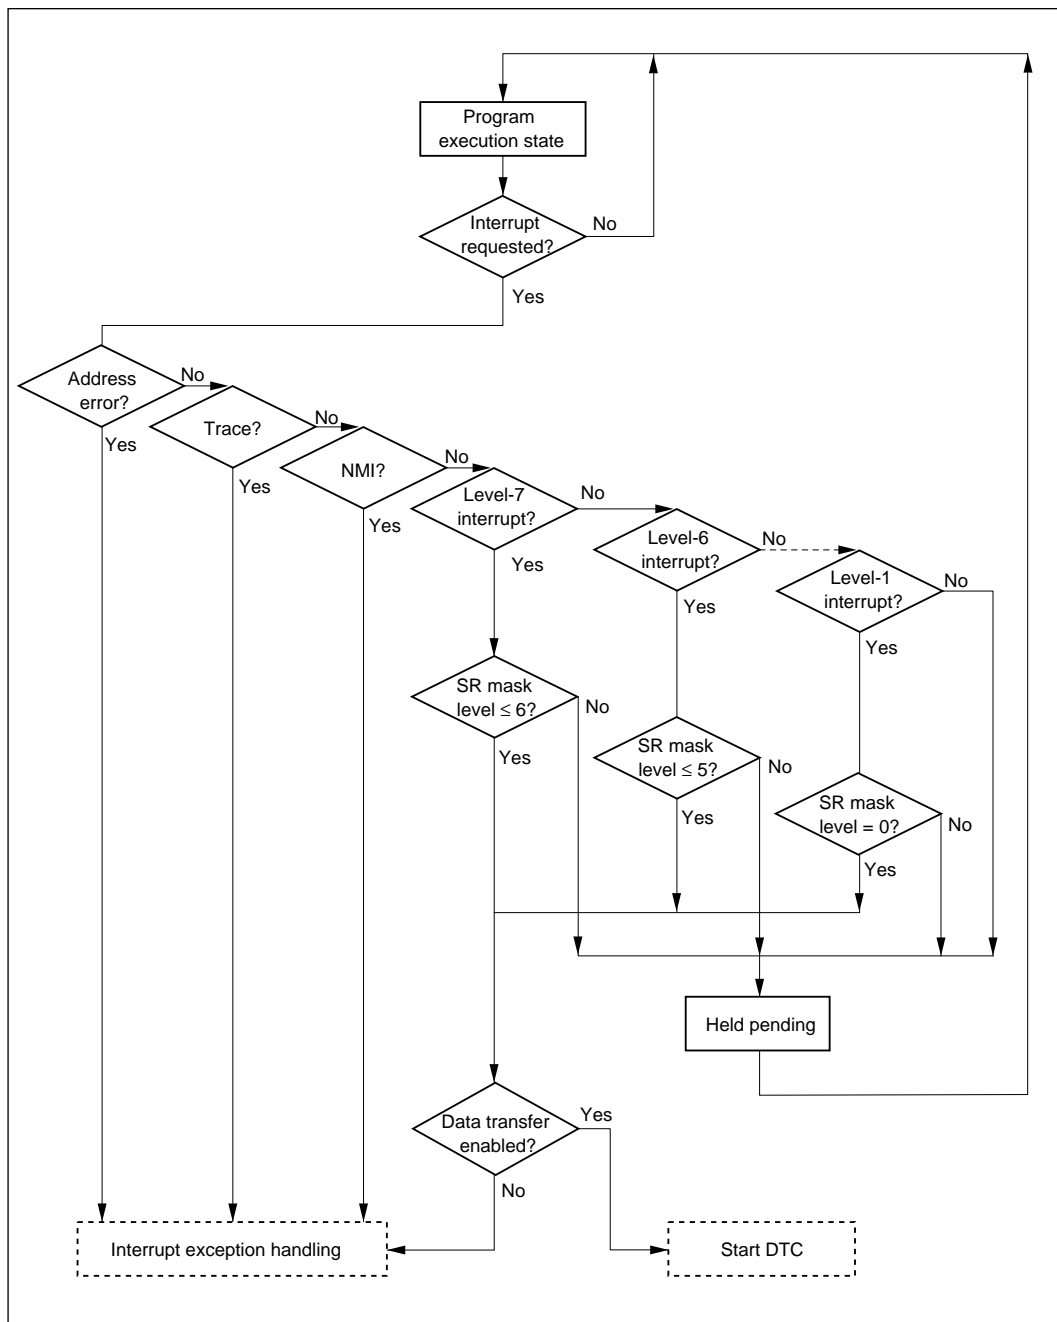 Program
execution state
Interrupt
requested?
No
Yes
Address
error?
No
Yes
Trace?
No
Yes
NMI?
No
Yes
Level-7
interrupt?
No
Yes
Level-6
interrupt?
No
Yes
Level-1
interrupt?
No
Yes
SR mask
level ≤ 6?
No
Yes
SR mask
level ≤ 5?
No
Yes
SR mask
level = 0?
No
Yes
Held pending
Data transfer
enabled?
Yes
No
Interrupt exception handling
Start DTC